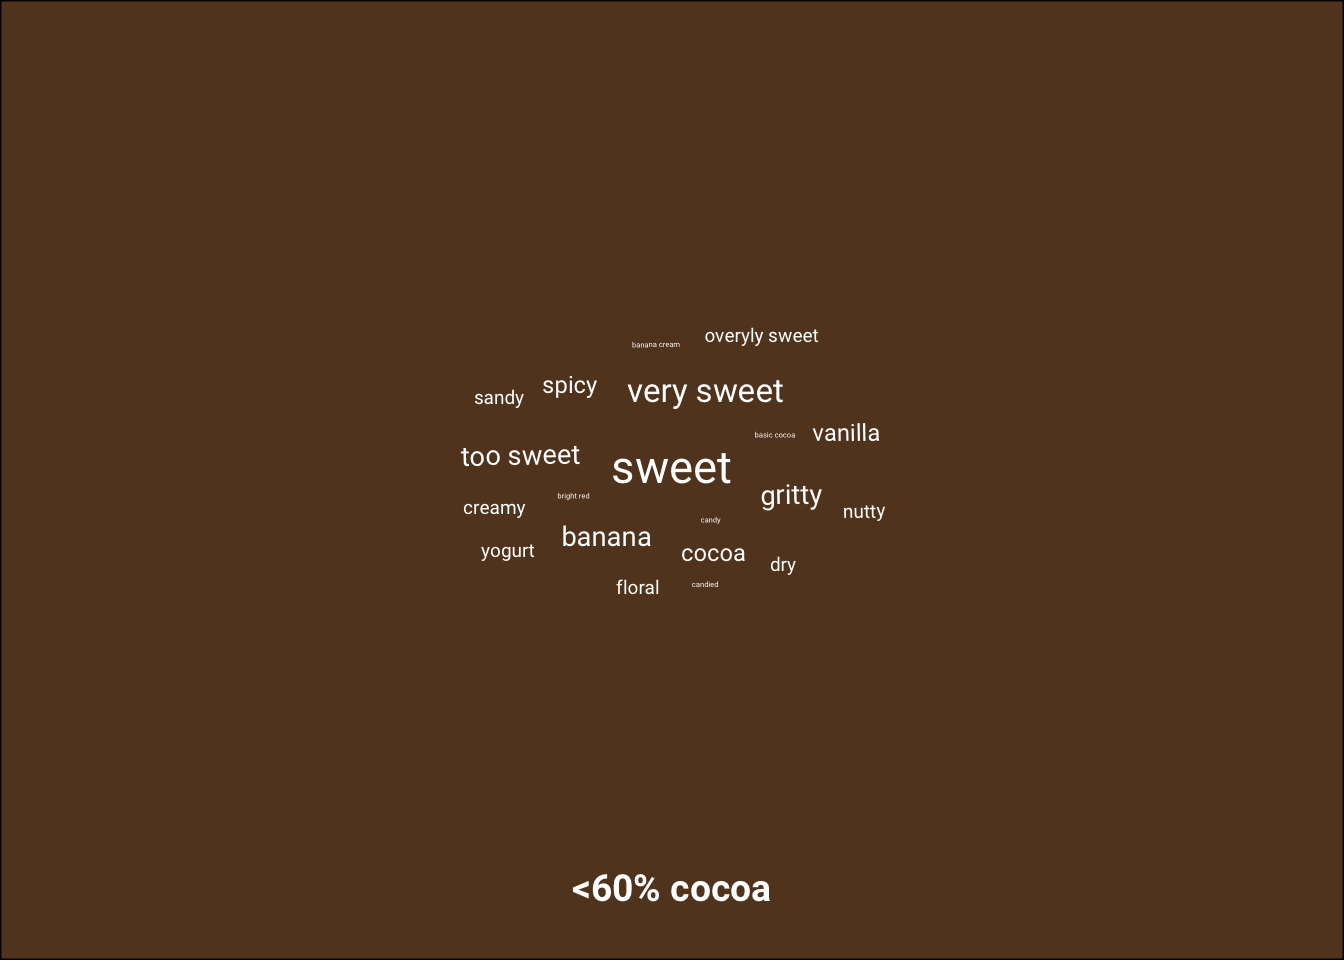 overyly sweet
banana cream
spicy
very sweet
sandy
vanilla
basic cocoa
too sweet
sweet
gritty
bright red
creamy
nutty
candy
banana
yogurt
cocoa
dry
floral
candied
<60% cocoa